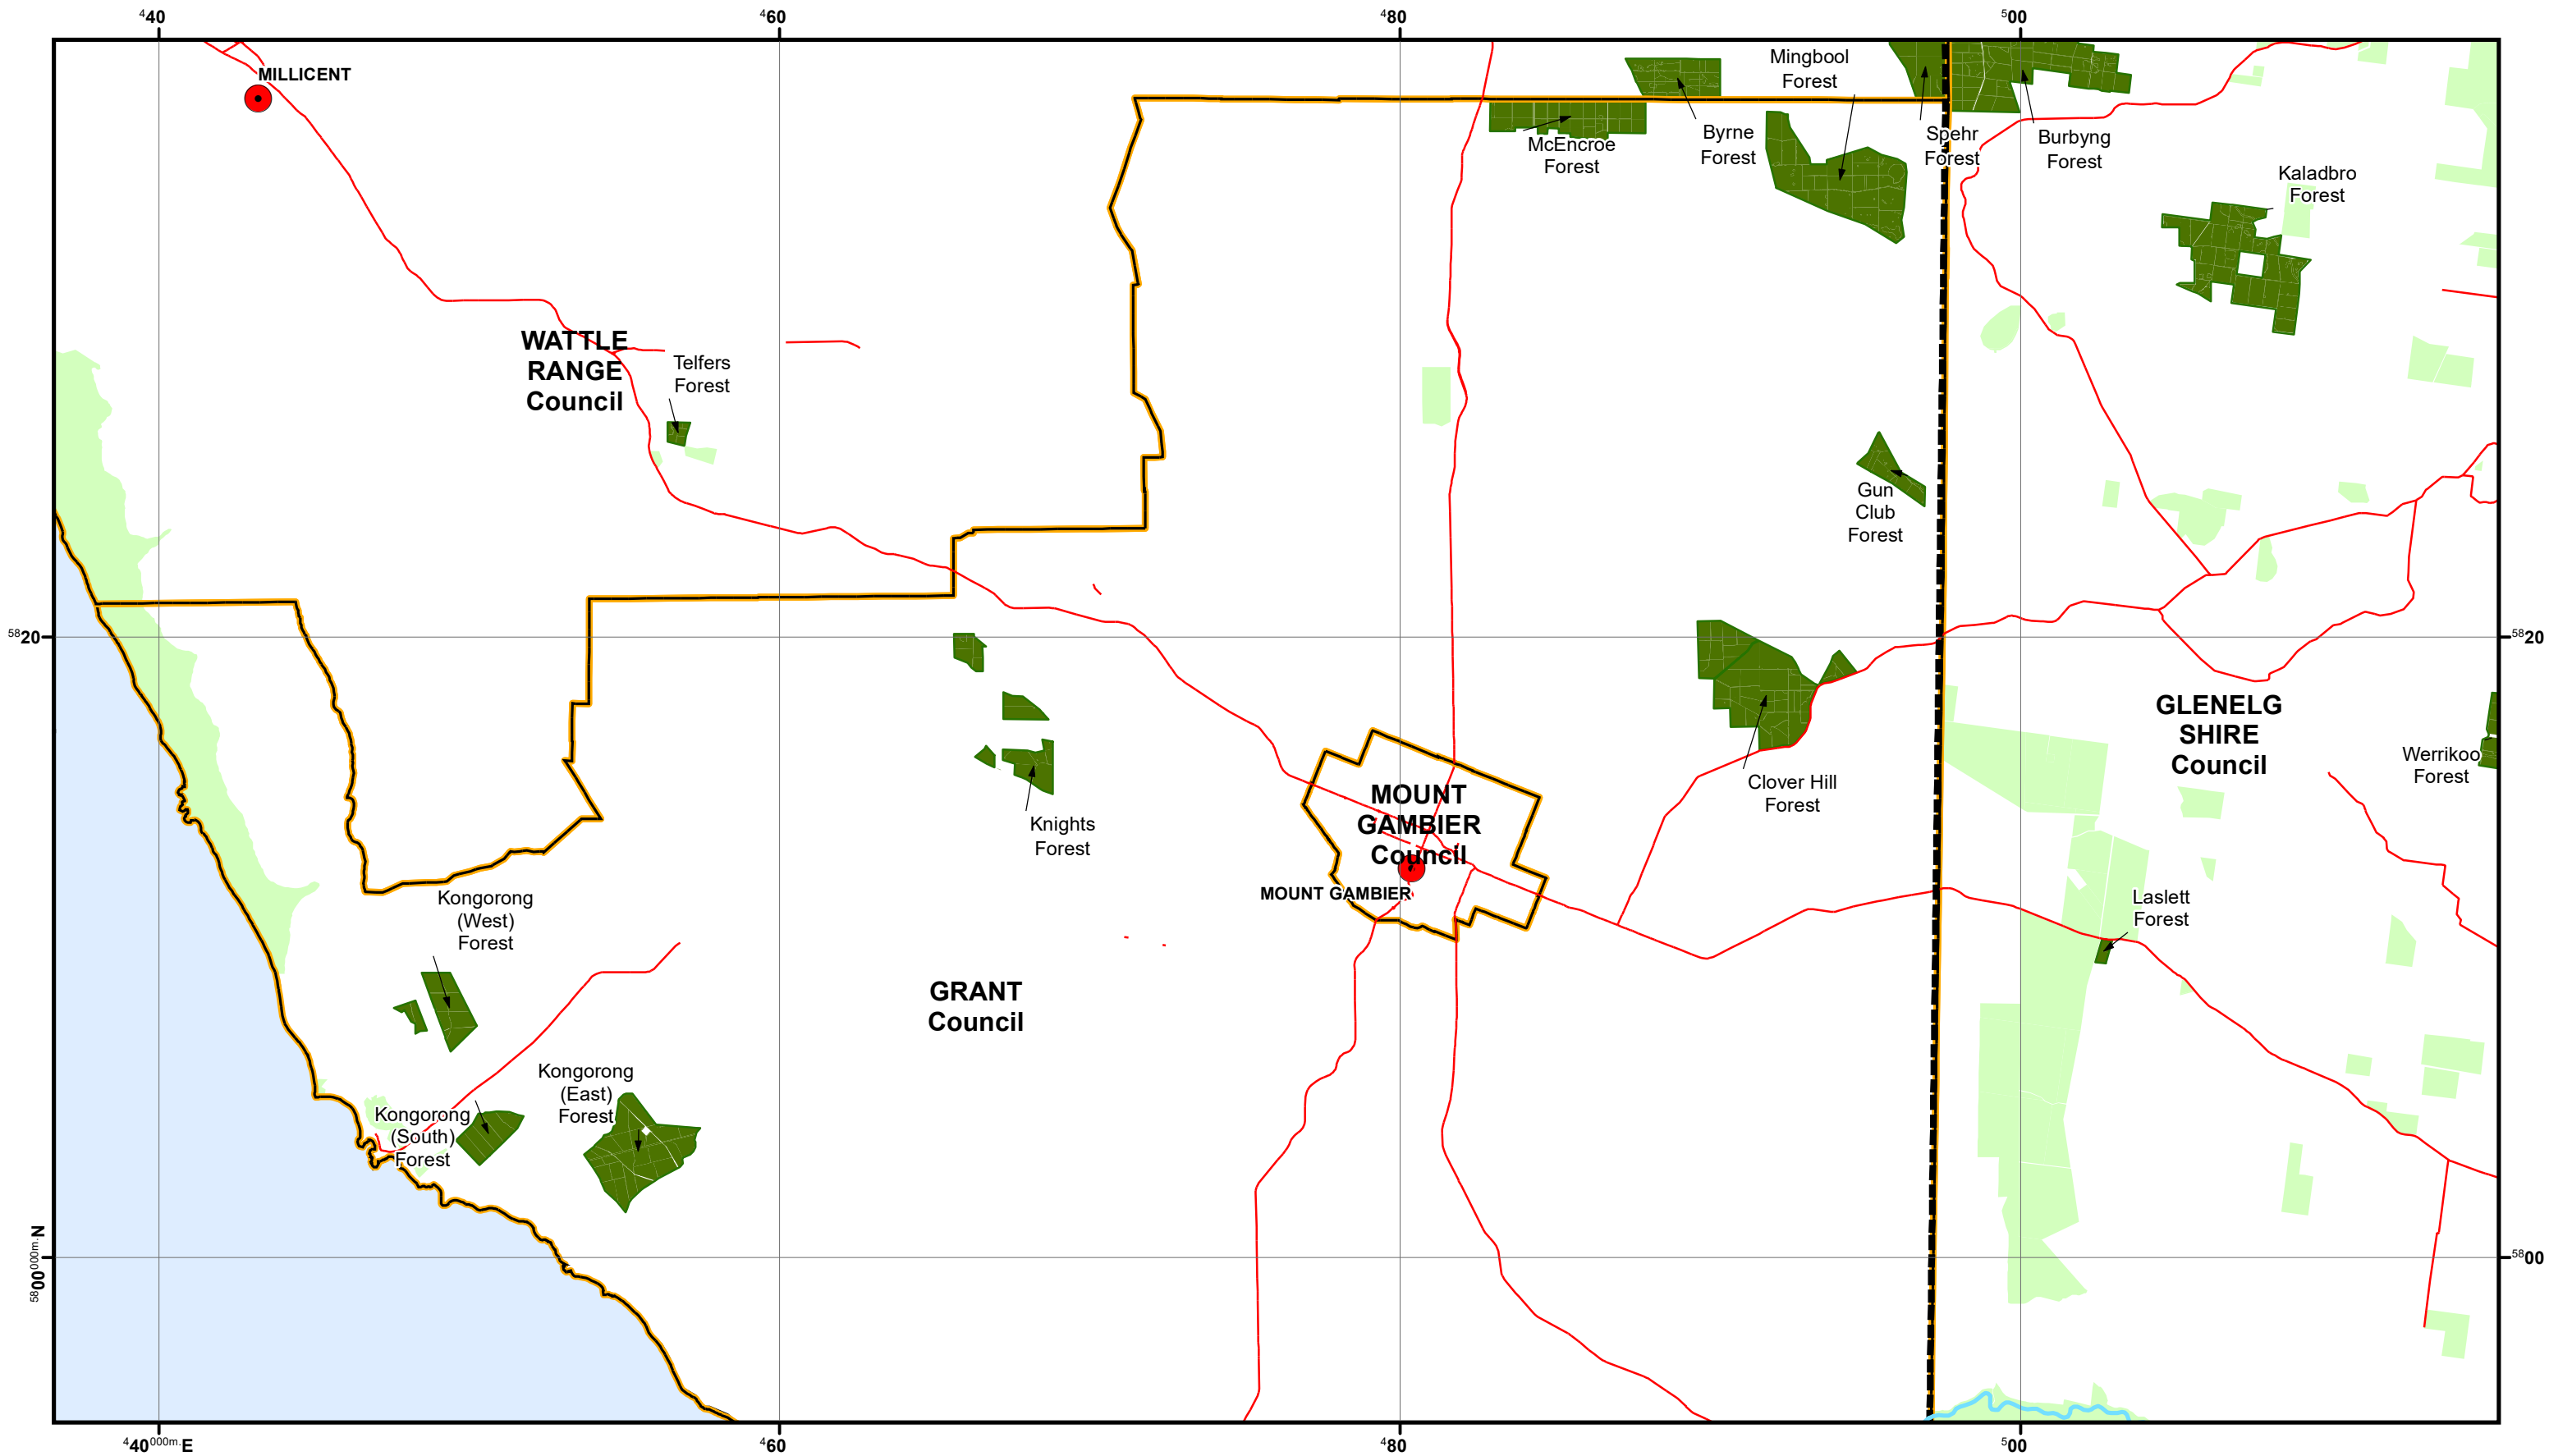 440
460
480
500
MILLICENT
Mingbool
Forest
McEncroe
Forest
Byrne
Forest
Spehr
Forest
Burbyng
Forest
Kaladbro
Forest
WATTLE
RANGE
Council
Telfers
Forest
Gun
Club
Forest
5820
5820
GLENELG
SHIRE
Council
Werrikoo
Forest
Clover Hill
Forest
MOUNT
GAMBIER
Council
Knights
Forest
MOUNT GAMBIER
Kongorong
(West)
Forest
Laslett
Forest
GRANT
Council
Kongorong
(East)
Forest
Kongorong
(South)
Forest
5800000m.N
5800
440000m.E
460
480
500